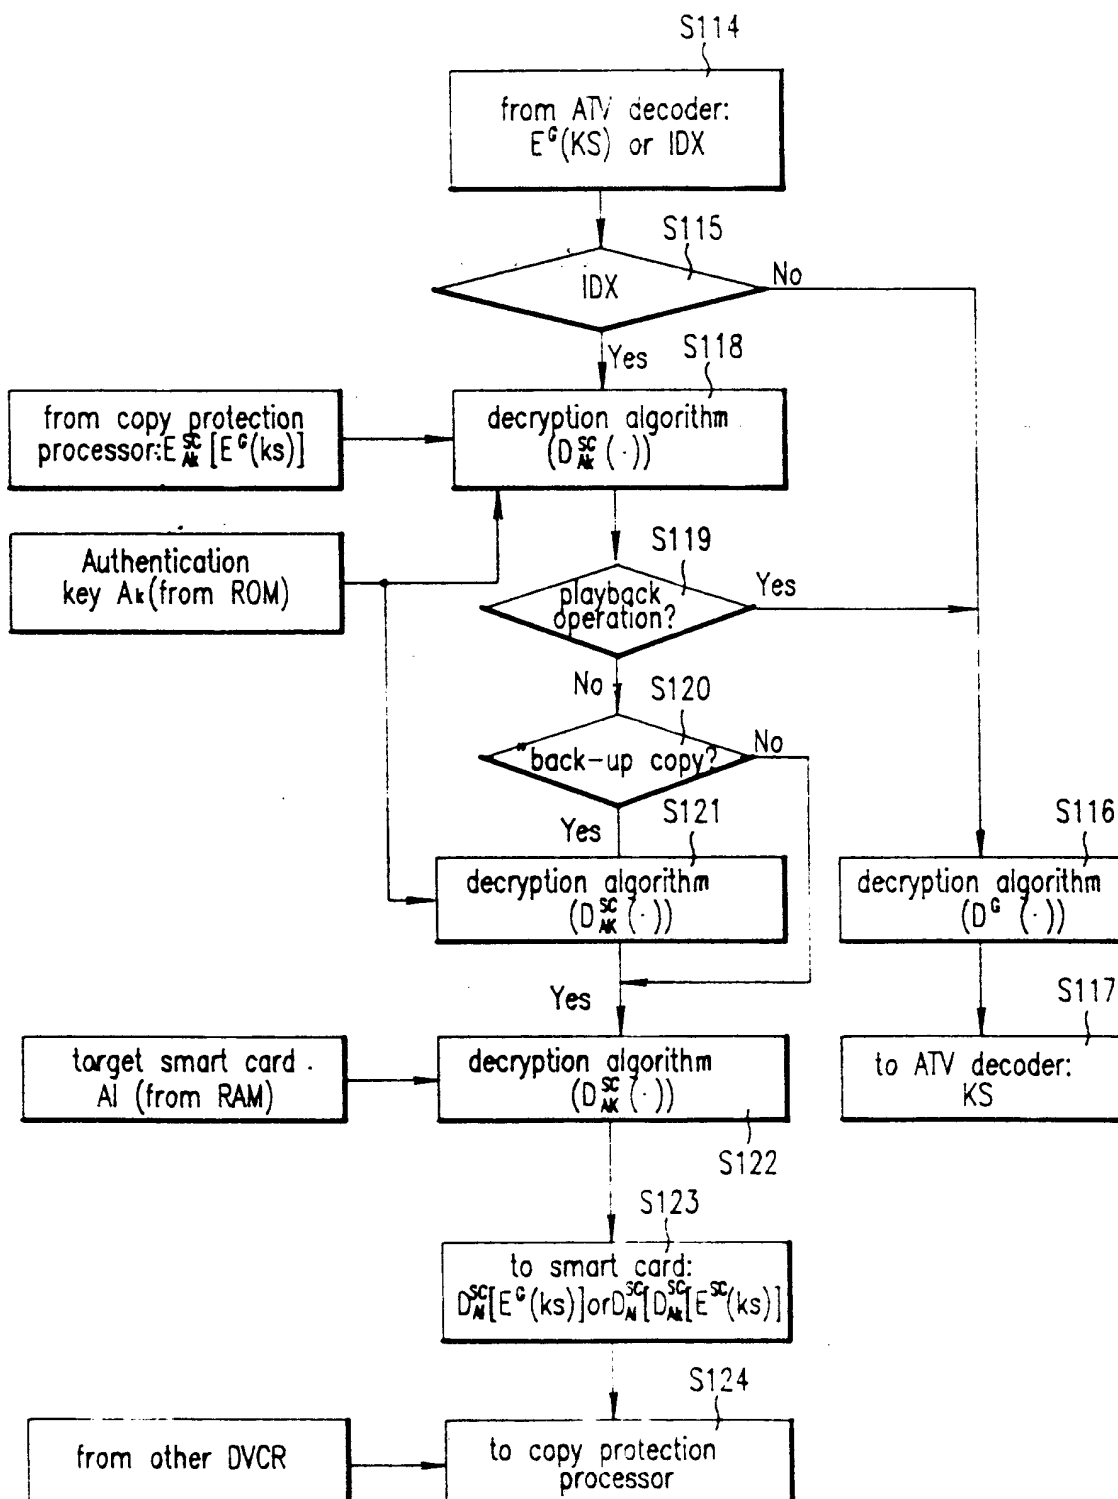 S114
from ATV decoder:
E^G(KS) or IDX
S115
IDX
No
Yes
S118
from copy protection
processor:E^SC_Ak[E^G(ks)]
decryption algorithm
(D^SC_Ak(·))
Authentication
key Ak(from ROM)
S119
playback
operation?
Yes
No
S120
"back-up copy?
No
Yes
S121
S116
decryption algorithm
(D^SC_AK(·))
decryption algorithm
(D^G(·))
Yes
S117
target smart card
AI (from RAM)
decryption algorithm
(D^SC_AK(·))
to ATV decoder:
KS
S122
S123
to smart card:
D^SC_AI[E^G(ks)]orD^SC_AI[D^SC_Ak[E^SC(ks)]
S124
from other DVCR
to copy protection
processor